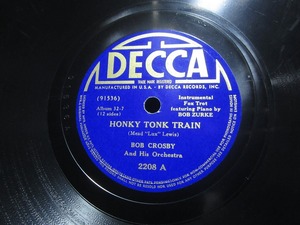 DECCA
TRADE MARK REGISTERED
MANUFACTURED IN U.S.A. · BY DECCA RECORDS, INC.
(91536)
Album 32-7
(12 sides)
Instrumental
Fox Trot
featuring Piano by
BOB ZURKE
HONKY TONK TRAIN
(Mead "Lux" Lewis)
BOB CROSBY
And His Orchestra
2208 A